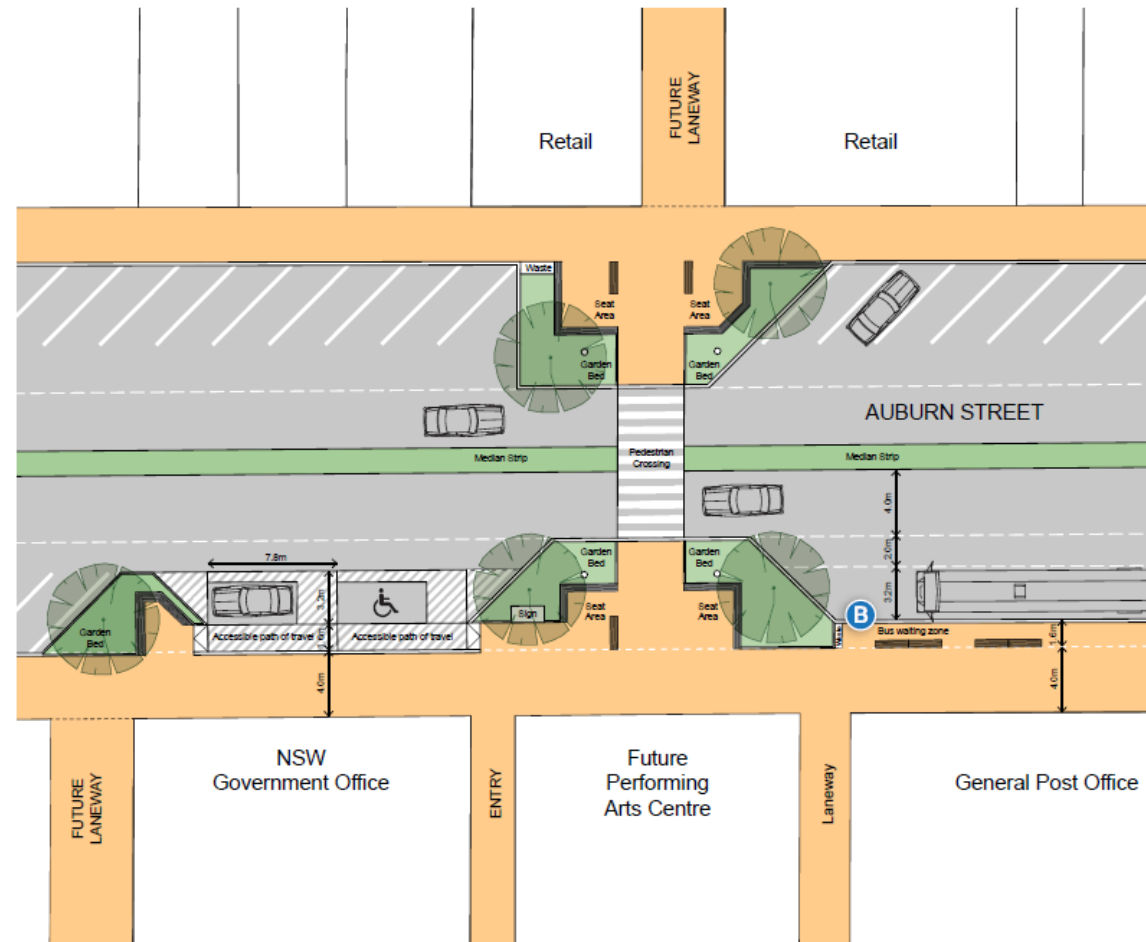 FUTURE
LANEWAY
Retail
Retail
Waste
Seat
Area
Seat
Area
Garden
Bed
Garden
Bed
AUBURN STREET
Median Strip
Pedestrian
Crossing
Median Strip
4.0m
2.0m
3.2m
7.8m
3.2m
1.6m
4.0m
Garden
Bed
Garden
Bed
Garden
Bed
Sign
Seat
Area
Seat
Area
Accessible path of travel
Accessible path of travel
B
Waste
Bus waiting zone
1.6m
4.0m
FUTURE
LANEWAY
NSW
Government Office
ENTRY
Future
Performing
Arts Centre
Laneway
General Post Office